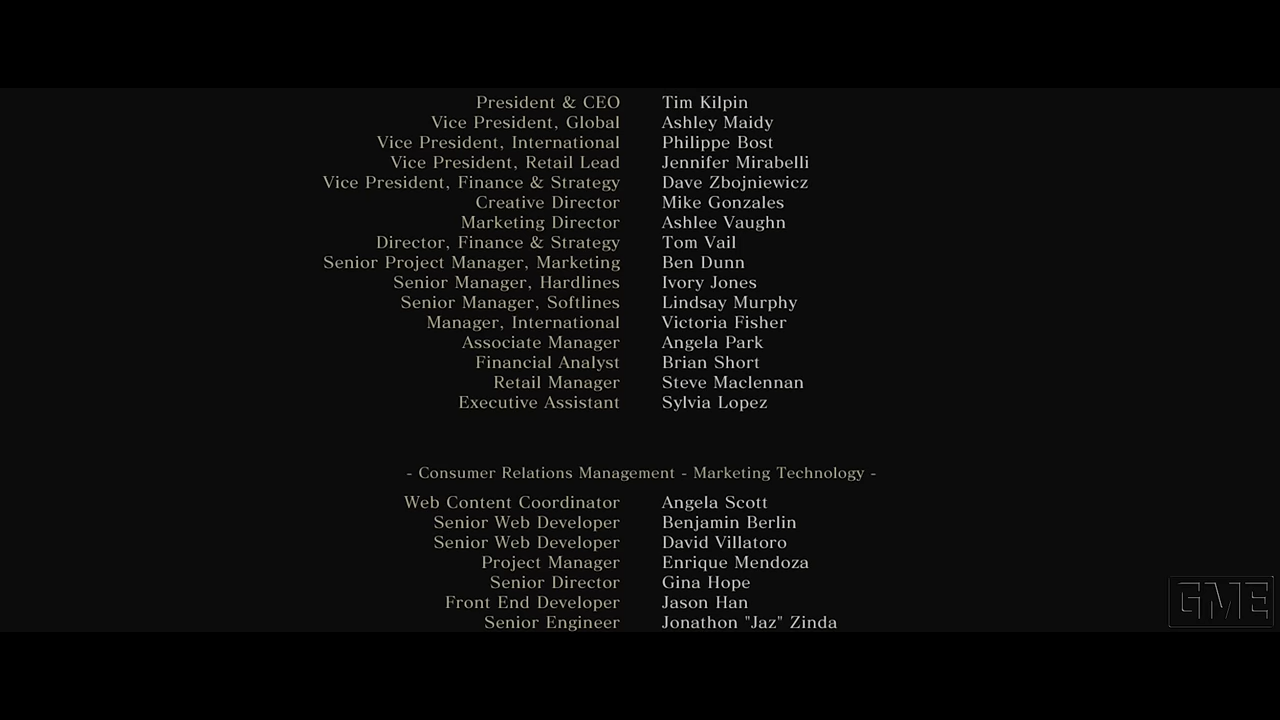 President & CEO Tim Kilpin
Vice President, Global Ashley Maidy
Vice President, International Philippe Bost
Vice President, Retail Lead Jennifer Mirabelli
Vice President, Finance & Strategy Dave Zbojniewicz
Creative Director Mike Gonzales
Marketing Director Ashlee Vaughn
Director, Finance & Strategy Tom Vail
Senior Project Manager, Marketing Ben Dunn
Senior Manager, Hardlines Ivory Jones
Senior Manager, Softlines Lindsay Murphy
Manager, International Victoria Fisher
Associate Manager Angela Park
Financial Analyst Brian Short
Retail Manager Steve Maclennan
Executive Assistant Sylvia Lopez
- Consumer Relations Management - Marketing Technology -
Web Content Coordinator Angela Scott
Senior Web Developer Benjamin Berlin
Senior Web Developer David Villatoro
Project Manager Enrique Mendoza
Senior Director Gina Hope
Front End Developer Jason Han
Senior Engineer Jonathon "Jaz" Zinda
GME